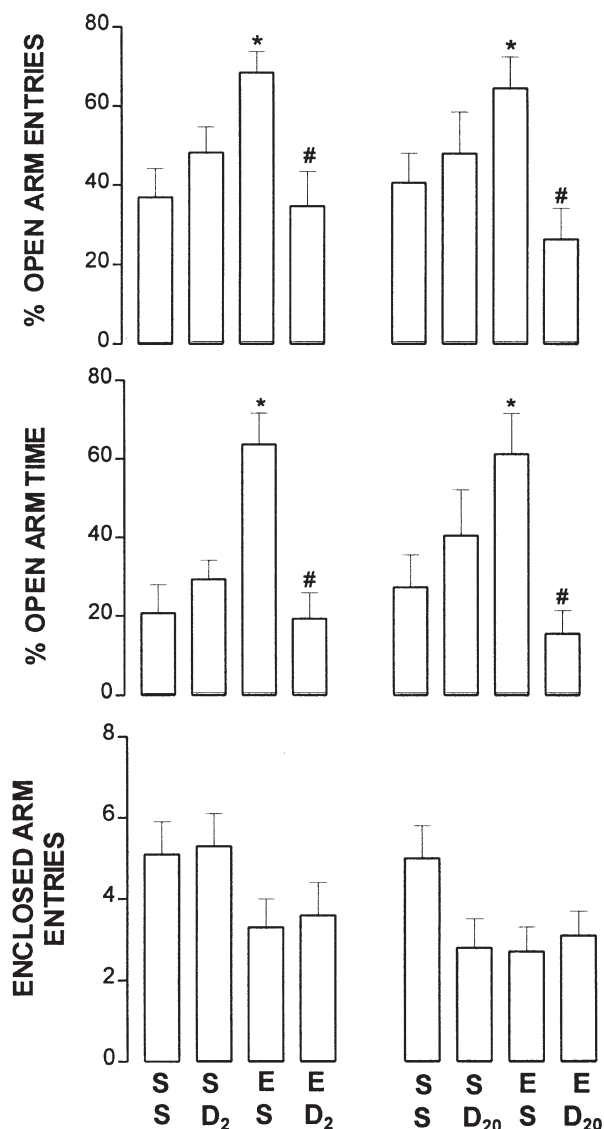 % OPEN ARM ENTRIES
80
60
40
20
0
* # * #
% OPEN ARM TIME
80
60
40
20
0
* # * #
ENCLOSED ARM
ENTRIES
8
6
4
2
0
S S E E S S E E
S D₂ S D₂ S D₂₀ S D₂₀